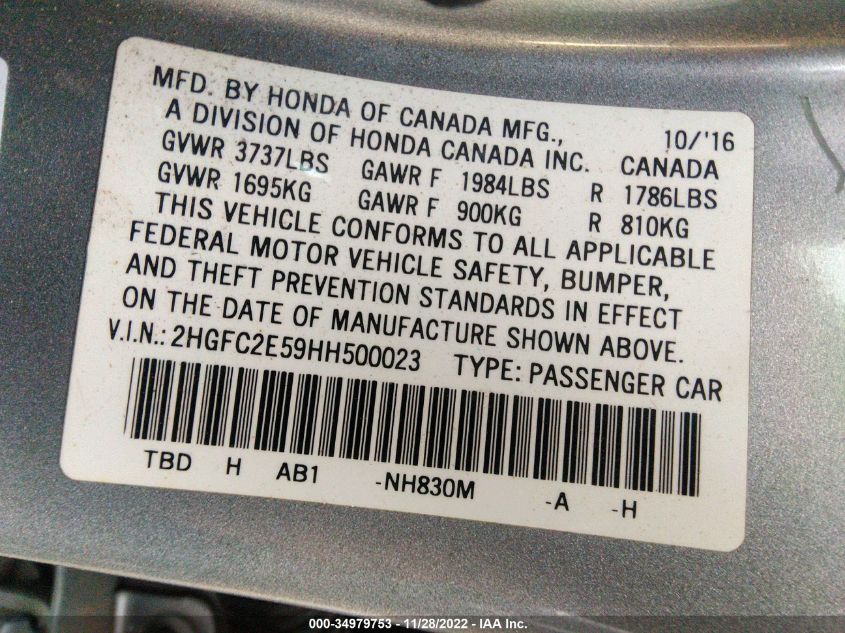 MFD. BY HONDA OF CANADA MFG., 10/'16
A DIVISION OF HONDA CANADA INC. CANADA
GVWR 3737LBS GAWR F 1984LBS R 1786LBS
GVWR 1695KG GAWR F 900KG R 810KG
THIS VEHICLE CONFORMS TO ALL APPLICABLE
FEDERAL MOTOR VEHICLE SAFETY, BUMPER,
AND THEFT PREVENTION STANDARDS IN EFFECT
ON THE DATE OF MANUFACTURE SHOWN ABOVE.
V.I.N.: 2HGFC2E59HH500023 TYPE: PASSENGER CAR
TBD H AB1 -NH830M -A -H
000-34979753 - 11/28/2022 - IAA Inc.